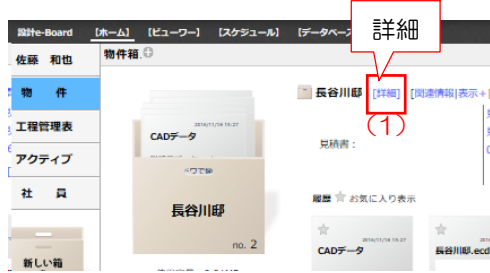 設計e-Board [ホーム] [ビューワー] [スケジュール] [データベース
詳細
佐藤 和也
物件箱
物 件
工程管理表
アクティブ
社 員
新しい箱
2016/11/16 15:27
CADデータ
長谷川邸
no. 2
長谷川邸 [詳細] [関連情報|表示+
(1)
見積書：
履歴 お気に入り表示
2016/11/16 15:27
CADデータ
2016/11/16 15:27
長谷川邸.ecd